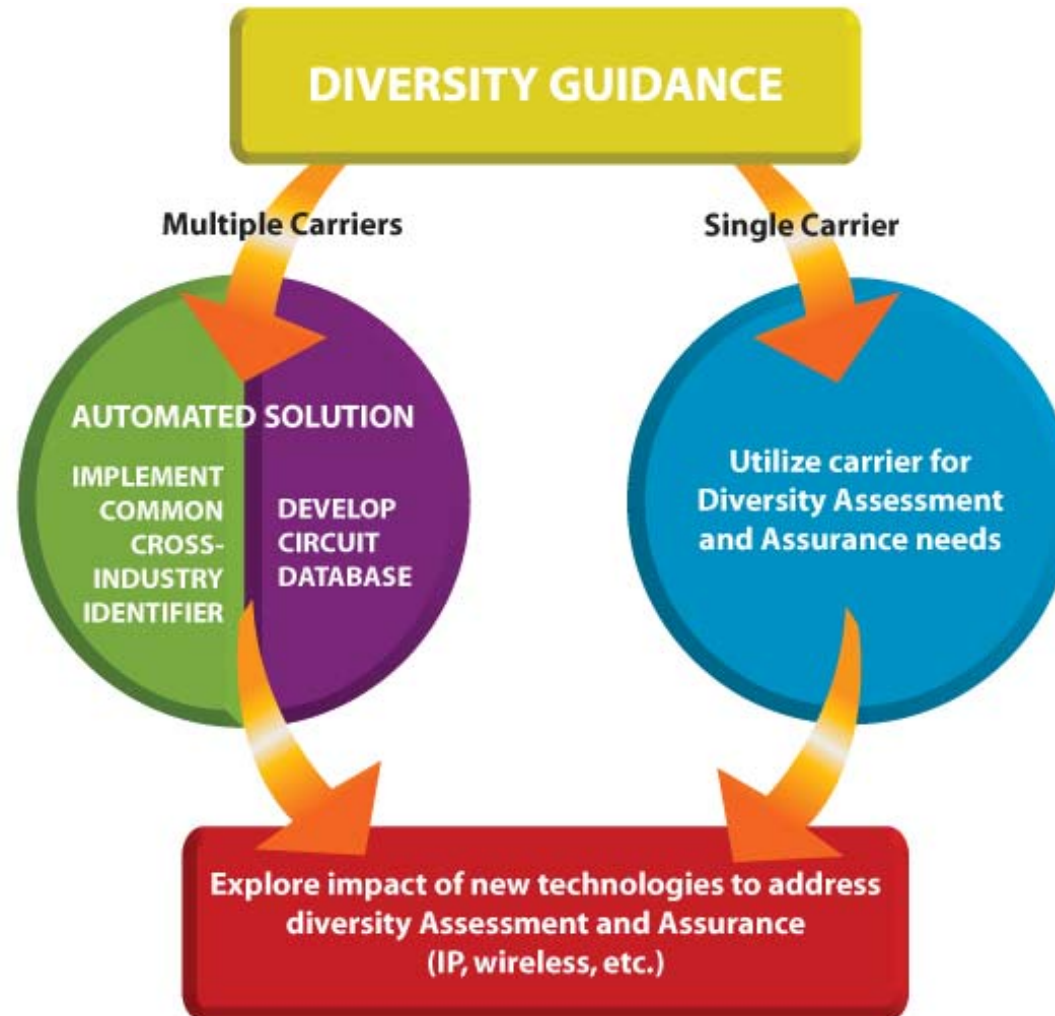 DIVERSITY GUIDANCE
Multiple Carriers
Single Carrier
AUTOMATED SOLUTION
IMPLEMENT
COMMON
CROSS-
INDUSTRY
IDENTIFIER
DEVELOP
CIRCUIT
DATABASE
Utilize carrier for
Diversity Assessment
and Assurance needs
Explore impact of new technologies to address
diversity Assessment and Assurance
(IP, wireless, etc.)